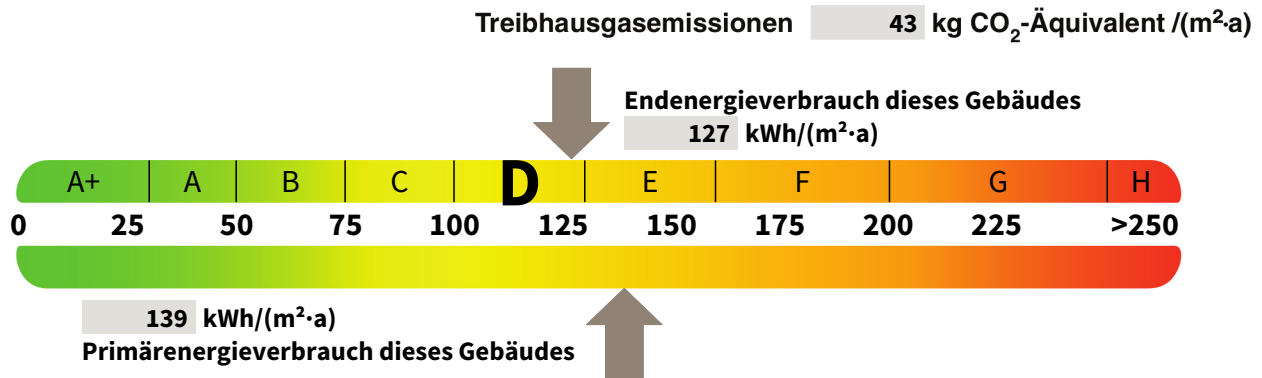 Treibhausgasemissionen 43 kg CO₂-Äquivalent /(m²·a)
Endenergieverbrauch dieses Gebäudes
127 kWh/(m²·a)
A+ A B C D E F G H
0 25 50 75 100 125 150 175 200 225 >250
139 kWh/(m²·a)
Primärenergieverbrauch dieses Gebäudes